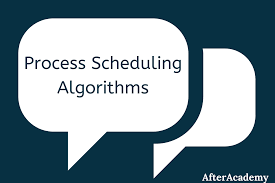 Process Scheduling
Algorithms
AfterAcademy